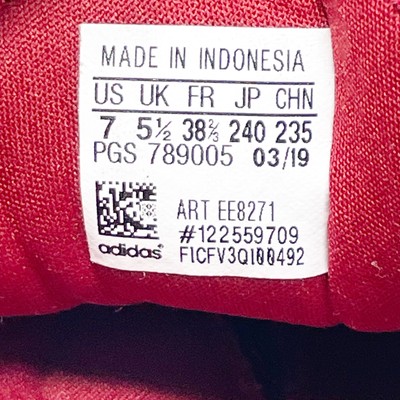 MADE IN INDONESIA
US UK FR JP CHN
7 5½ 38⅔ 240 235
PGS 789005 03/19
ART EE8271
#122559709
adidas F1CFV3Q100492